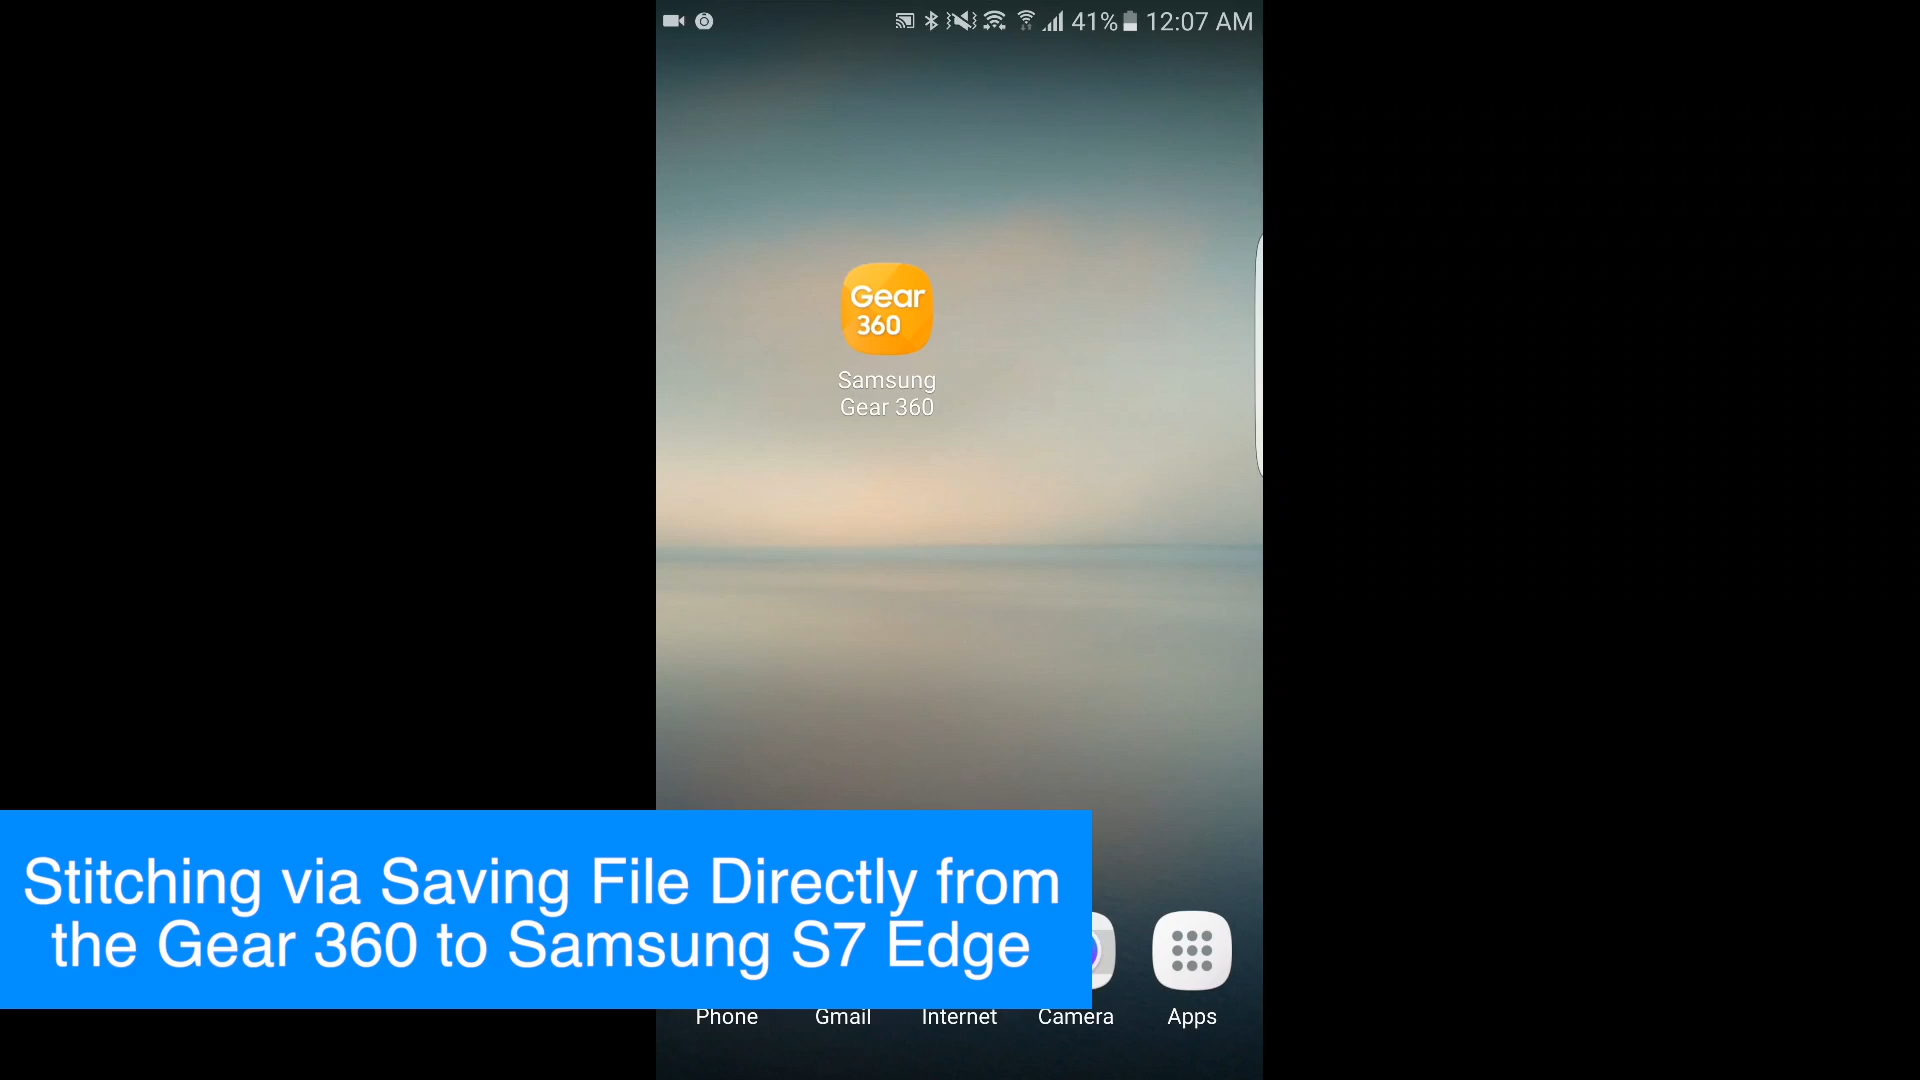 41% 12:07 AM
Gear
360
Samsung
Gear 360
Stitching via Saving File Directly from
the Gear 360 to Samsung S7 Edge
Phone Gmail Internet Camera Apps